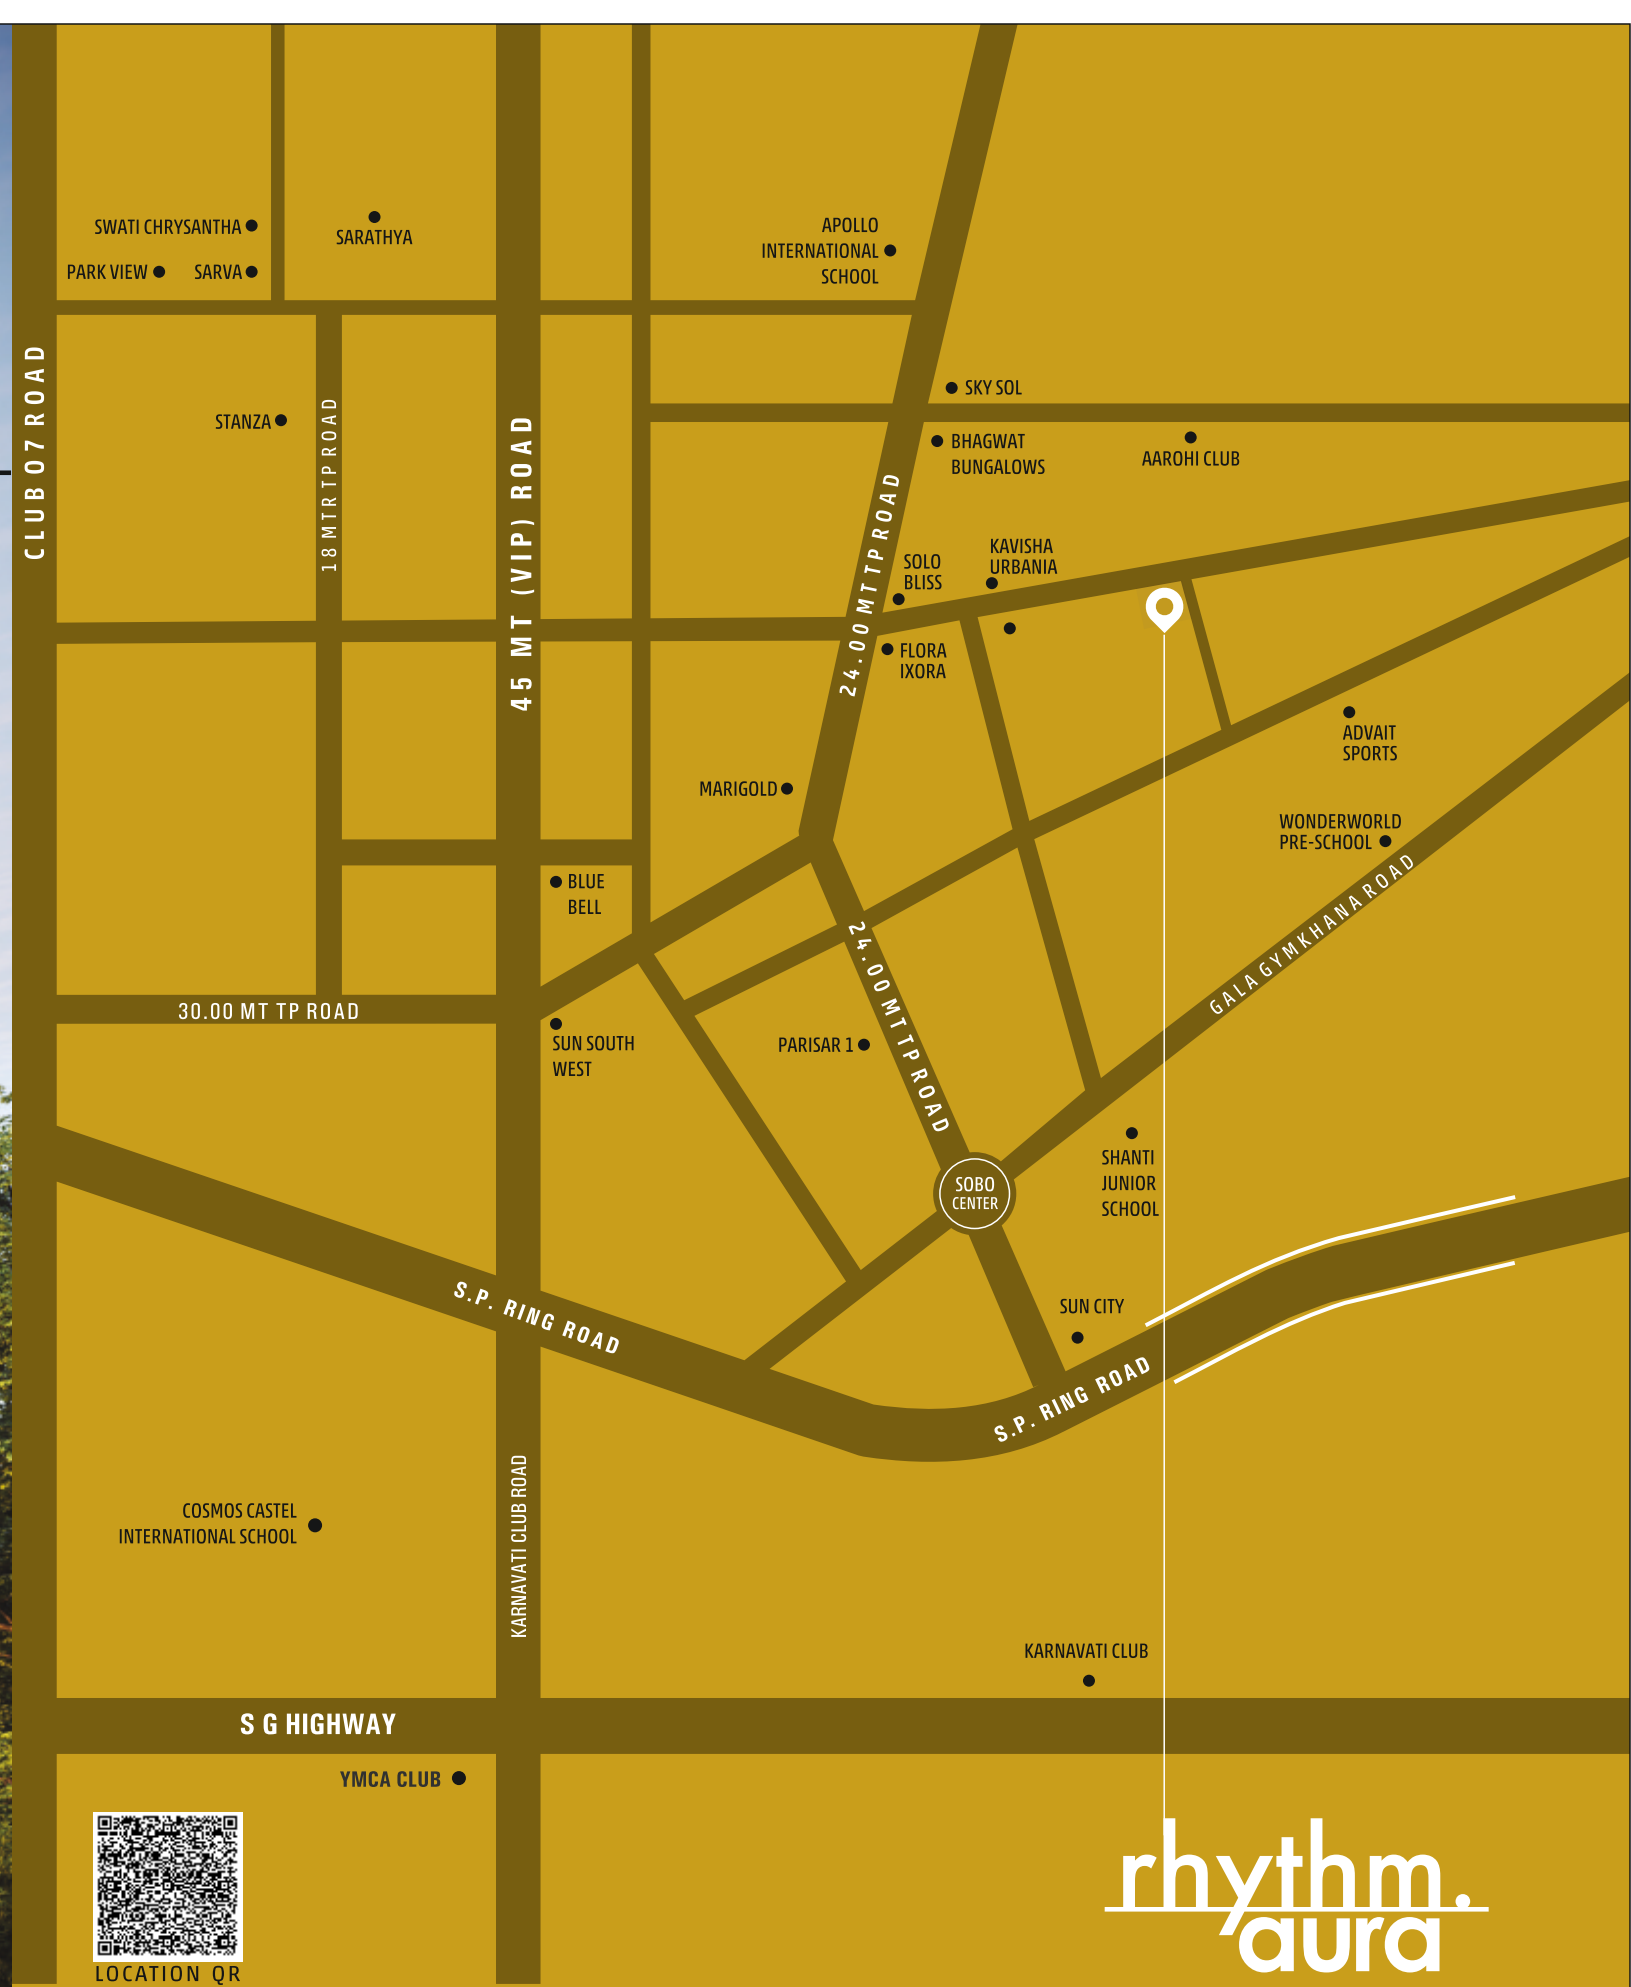 SWATI CHRYSANTHA
PARK VIEW
SARVA
SARATHYA
APOLLO
INTERNATIONAL
SCHOOL
CLUB 07 ROAD
STANZA
18 MTR TP ROAD
45 MT (VIP) ROAD
SKY SOL
BHAGWAT
BUNGALOWS
AAROHI CLUB
24.00 MT TP ROAD
SOLO
BLISS
KAVISHA
URBANIA
FLORA
IXORA
ADVAIT
SPORTS
MARIGOLD
WONDERWORLD
PRE-SCHOOL
BLUE
BELL
GALA GYMKHANA ROAD
24.00 MT TP ROAD
30.00 MT TP ROAD
SUN SOUTH
WEST
PARISAR 1
SHANTI
JUNIOR
SCHOOL
SOBO
CENTER
S.P. RING ROAD
SUN CITY
S.P. RING ROAD
COSMOS CASTEL
INTERNATIONAL SCHOOL
KARNAVATI CLUB ROAD
KARNAVATI CLUB
S G HIGHWAY
YMCA CLUB
LOCATION QR
rhythm.
aura